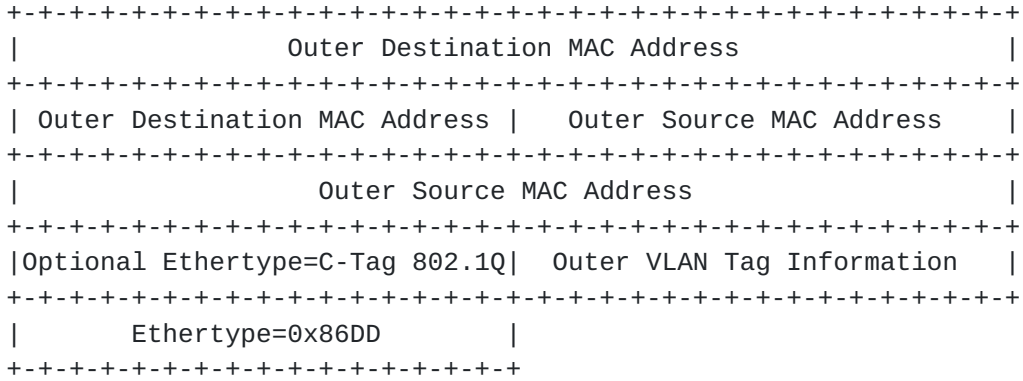 +-+-+-+-+-+-+-+-+-+-+-+-+-+-+-+-+-+-+-+-+-+-+-+-+-+-+-+-+-+-+-+-+
|                 Outer Destination MAC Address                 |
+-+-+-+-+-+-+-+-+-+-+-+-+-+-+-+-+-+-+-+-+-+-+-+-+-+-+-+-+-+-+-+-+
| Outer Destination MAC Address |   Outer Source MAC Address    |
+-+-+-+-+-+-+-+-+-+-+-+-+-+-+-+-+-+-+-+-+-+-+-+-+-+-+-+-+-+-+-+-+
|                   Outer Source MAC Address                    |
+-+-+-+-+-+-+-+-+-+-+-+-+-+-+-+-+-+-+-+-+-+-+-+-+-+-+-+-+-+-+-+-+
|Optional Ethertype=C-Tag 802.1Q|  Outer VLAN Tag Information   |
+-+-+-+-+-+-+-+-+-+-+-+-+-+-+-+-+-+-+-+-+-+-+-+-+-+-+-+-+-+-+-+-+
|       Ethertype=0x86DD        |
+-+-+-+-+-+-+-+-+-+-+-+-+-+-+-+-+